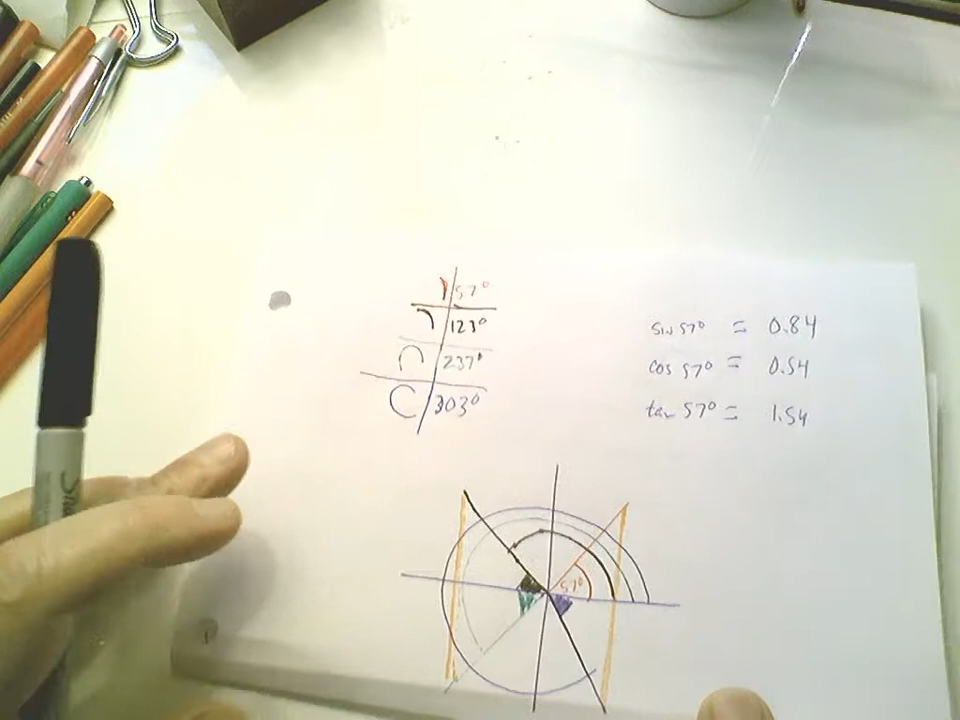 57°
123°
237°
303°
sin 57° = 0.84
cos 57° = 0.54
tan 57° = 1.54
57°